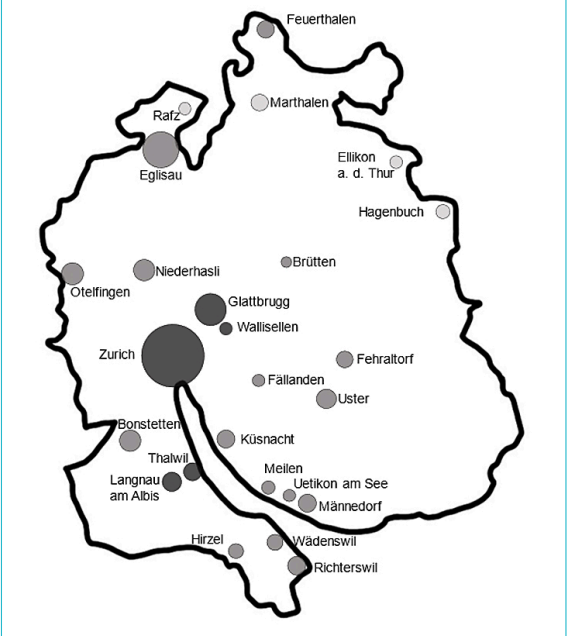 Feuerthalen
Marthalen
Rafz
Ellikon
a. d. Thur
Eglisau
Hagenbuch
Brütten
Niederhasli
Otelfingen
Glattbrugg
Wallisellen
Zurich
Fehraltorf
Fällanden
Uster
Bonstetten
Küsnacht
Thalwil
Meilen
Langnau
am Albis
Uetikon am See
Männedorf
Hirzel
Wädenswil
Richterswil